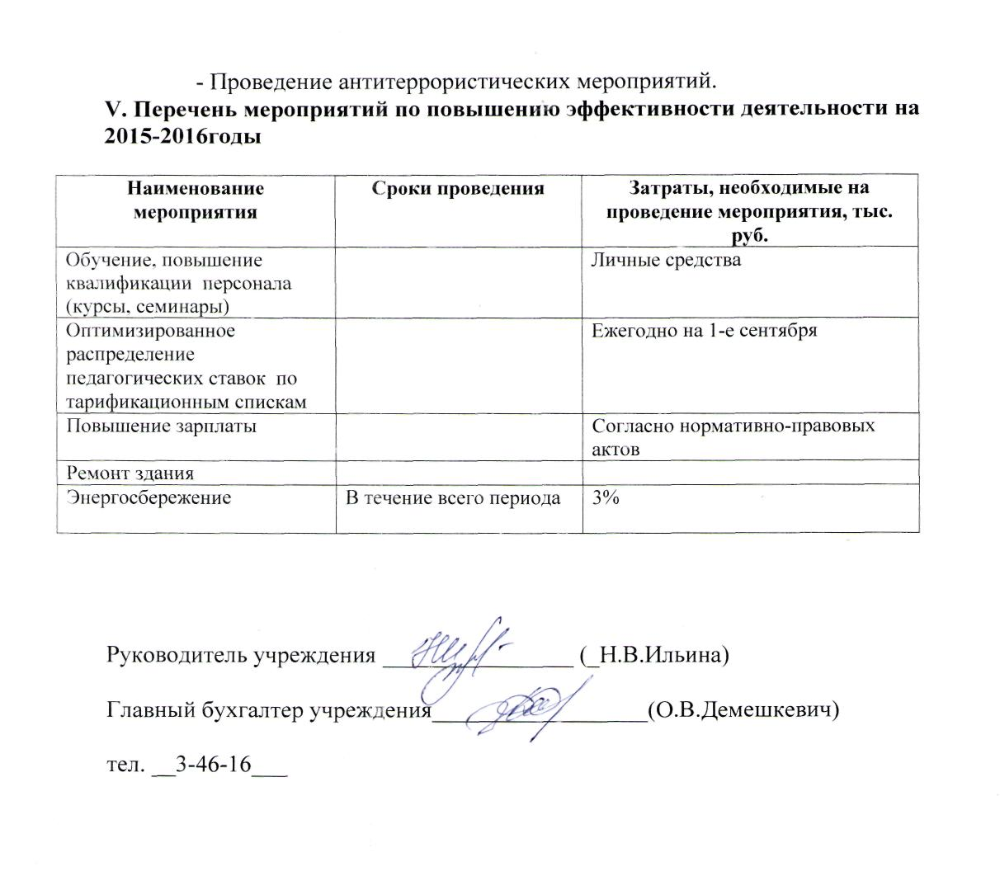 - Проведение антитеррористических мероприятий.
V. Перечень мероприятий по повышению эффективности деятельности на
2015-2016годы
Наименование
мероприятия
Сроки проведения
Затраты, необходимые на
проведение мероприятия, тыс.
руб.
Обучение, повышение
квалификации персонала
(курсы, семинары)
Личные средства
Оптимизированное
распределение
педагогических ставок по
тарификационным спискам
Ежегодно на 1-е сентября
Повышение зарплаты
Согласно нормативно-правовых
актов
Ремонт здания
Энергосбережение
В течение всего периода
3%
Руководитель учреждения ________________ (_Н.В.Ильина)
Главный бухгалтер учреждения__________________(О.В.Демешкевич)
тел. __3-46-16___